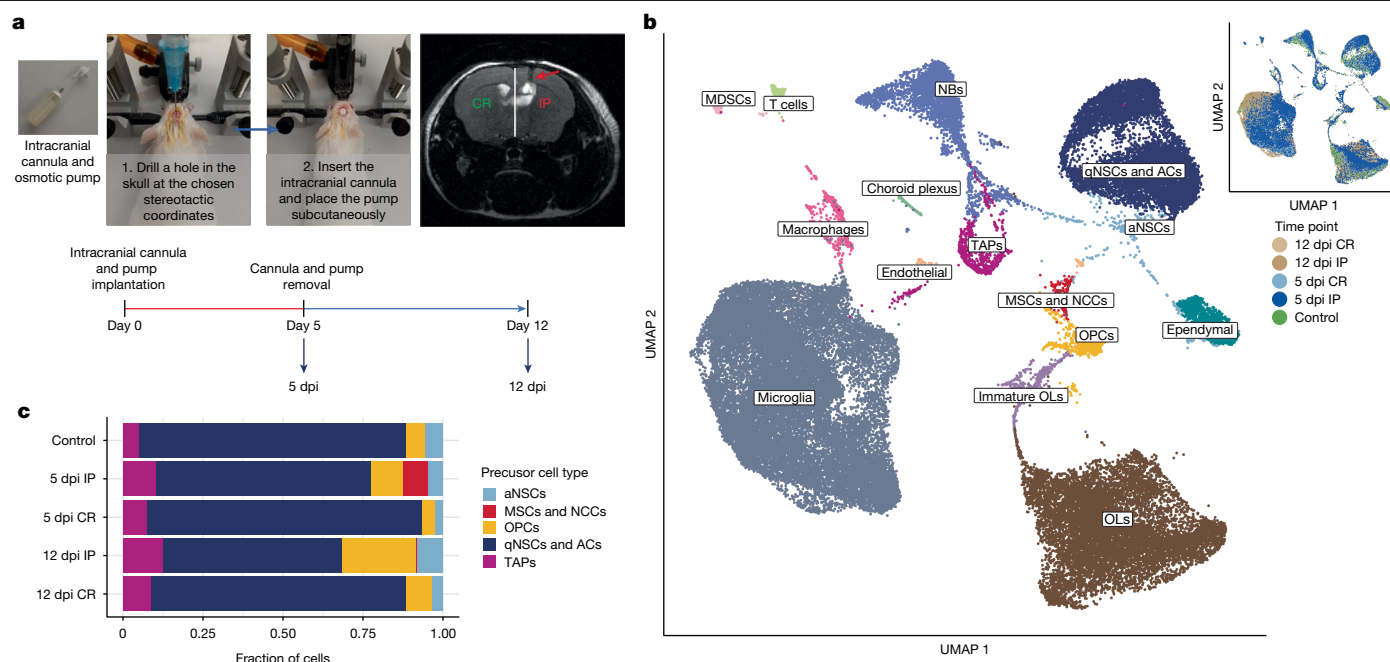 a
Intracranial
cannula and
osmotic pump
1. Drill a hole in the
skull at the chosen
stereotactic
coordinates
2. Insert the
intracranial cannula
and place the pump
subcutaneously
CR
IP
Intracranial cannula
and pump
implantation
Cannula and pump
removal
Day 0
Day 5
Day 12
5 dpi
12 dpi
b
UMAP 2
UMAP 1
MDSCs
T cells
NBs
qNSCs and ACs
Choroid plexus
Macrophages
aNSCs
TAPs
Endothelial
MSCs and NCCs
Ependymal
OPCs
Immature OLs
Microglia
OLs
UMAP 2
UMAP 1
Time point
12 dpi CR
12 dpi IP
5 dpi CR
5 dpi IP
Control
c
Control
5 dpi IP
5 dpi CR
12 dpi IP
12 dpi CR
0
0.25
0.50
0.75
1.00
Fraction of cells
Precusor cell type
aNSCs
MSCs and NCCs
OPCs
qNSCs and ACs
TAPs